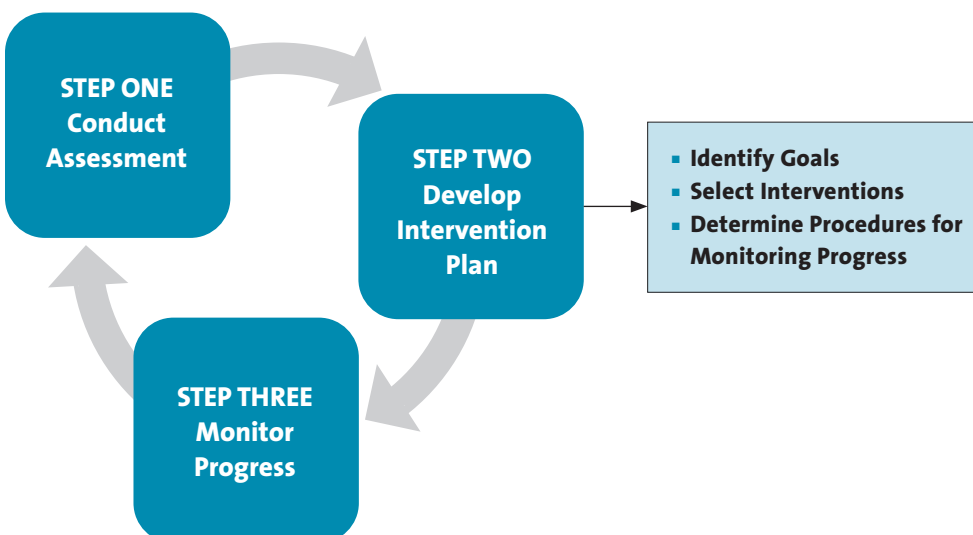 STEP ONE
Conduct
Assessment
STEP TWO
Develop
Intervention
Plan
▪ Identify Goals
▪ Select Interventions
▪ Determine Procedures for
Monitoring Progress
STEP THREE
Monitor
Progress